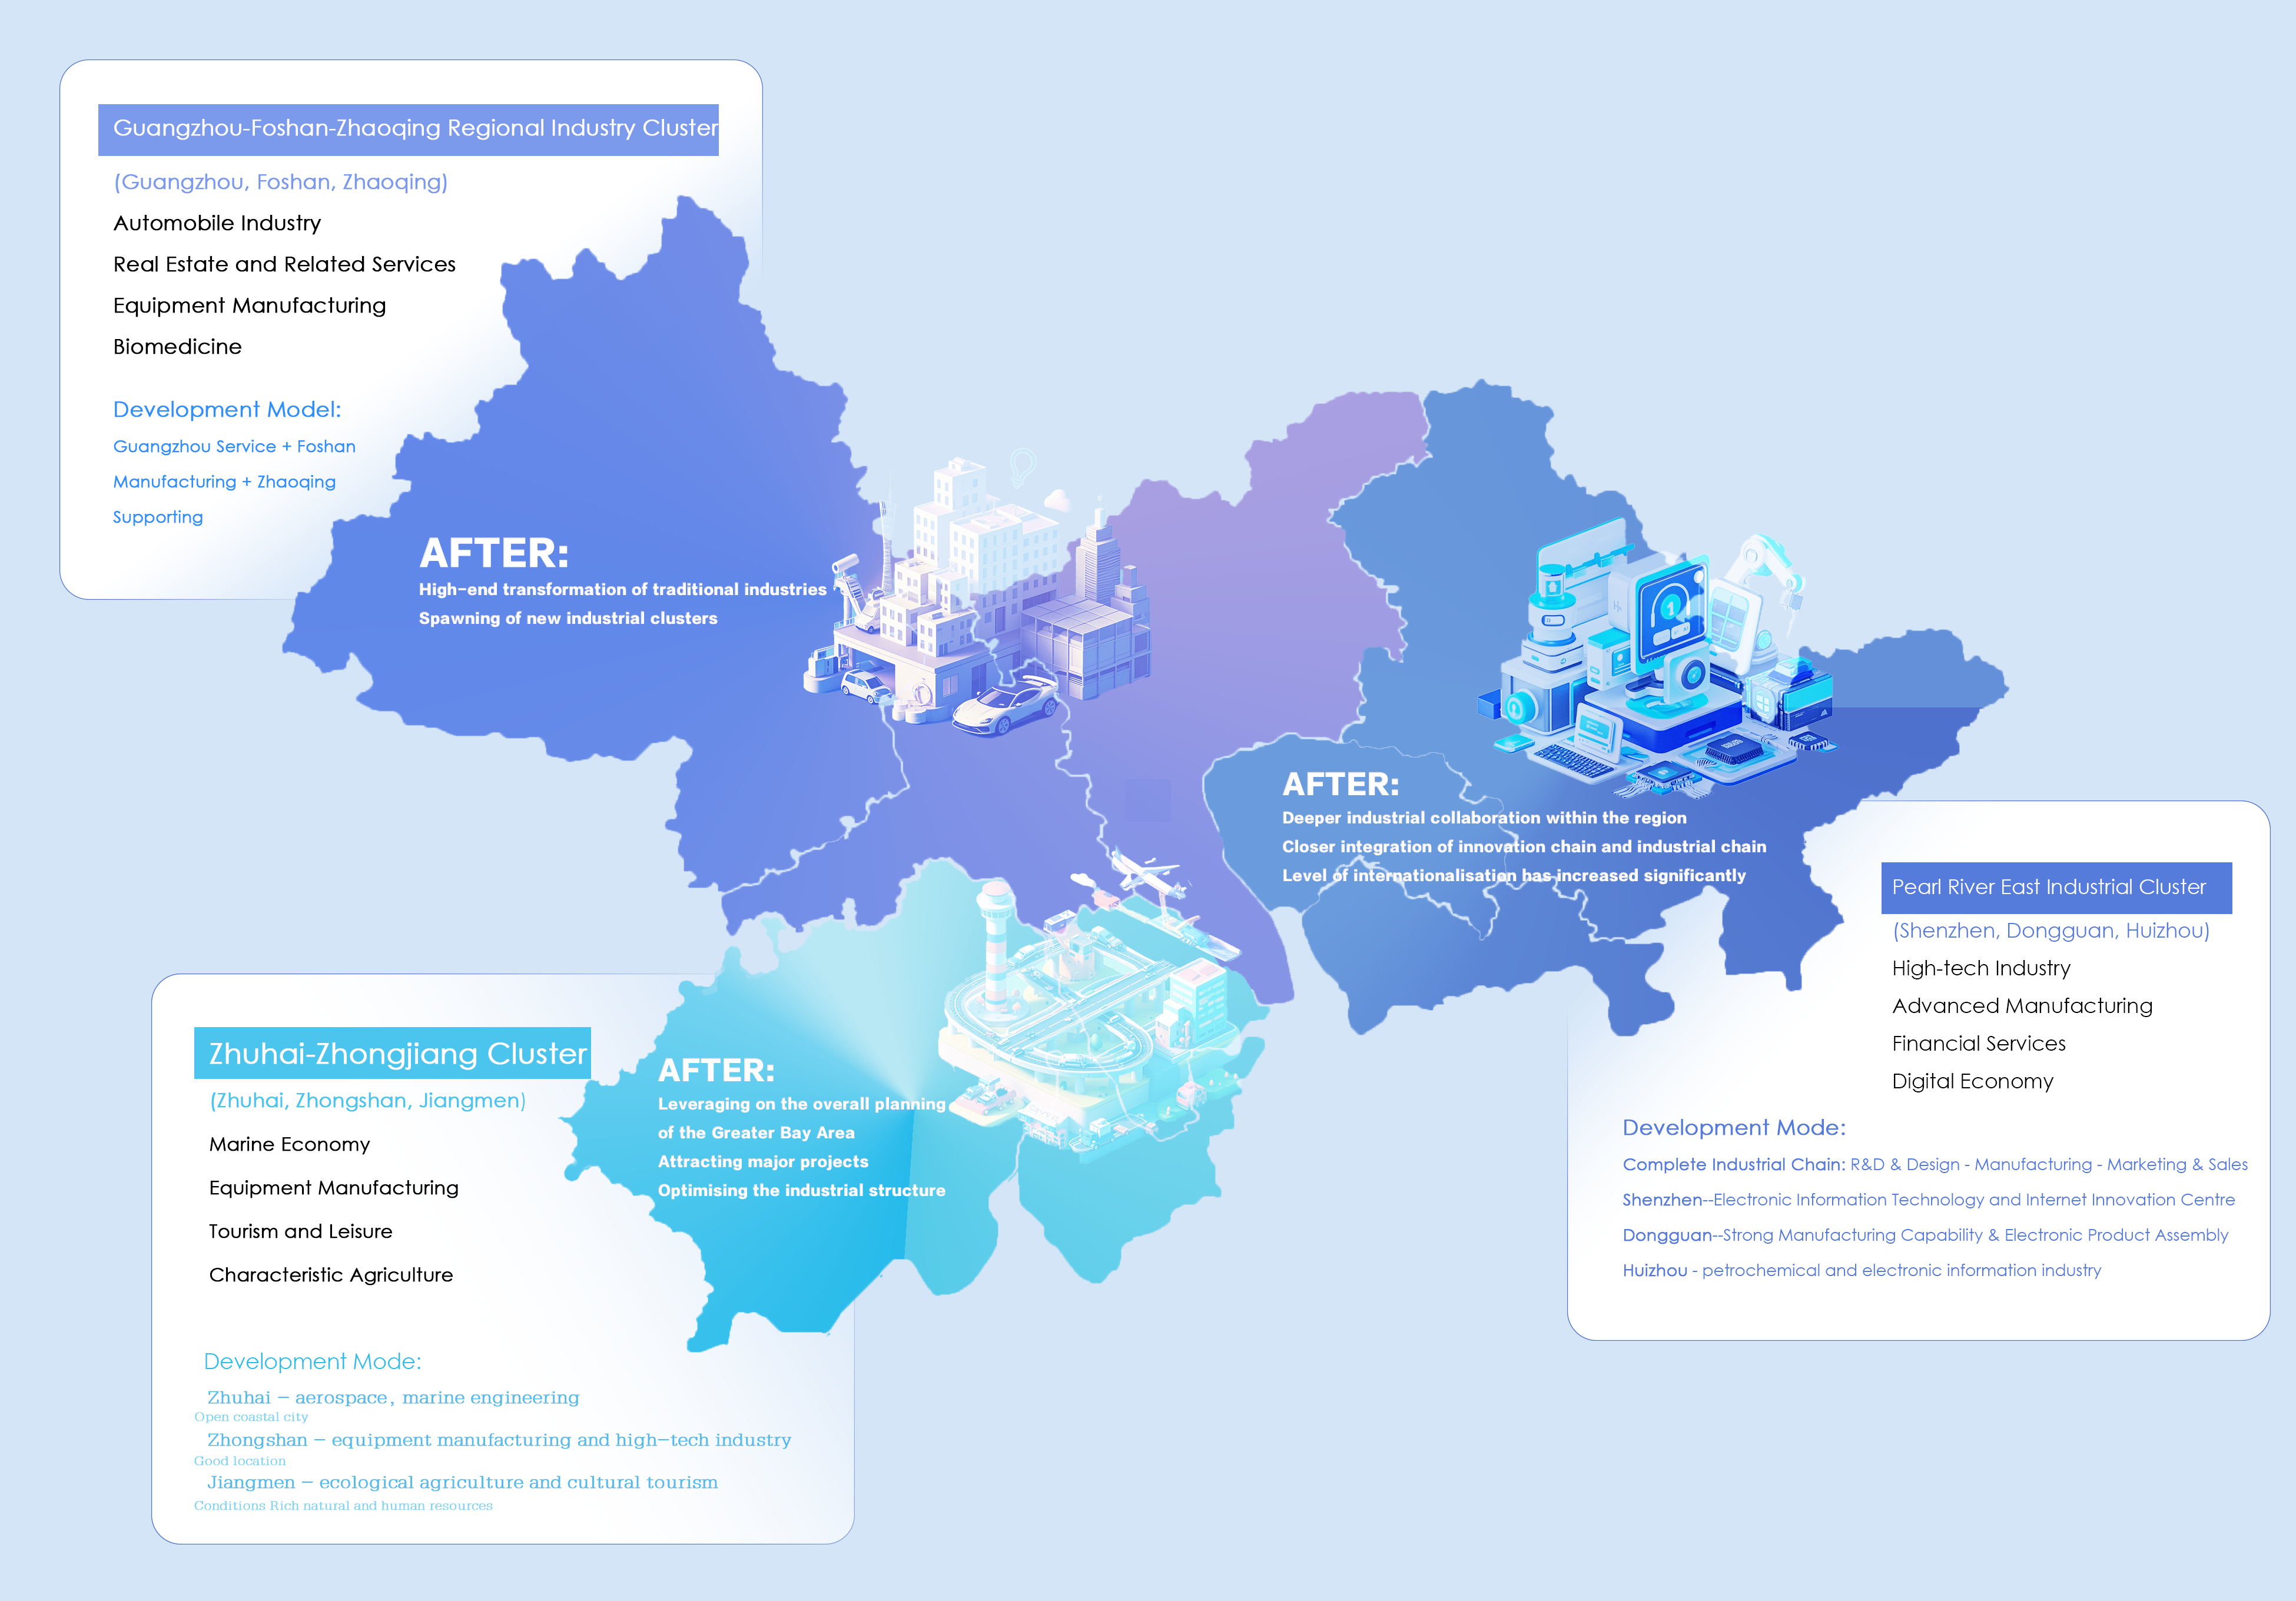 Guangzhou-Foshan-Zhaoqing Regional Industry Cluster
(Guangzhou, Foshan, Zhaoqing)
Automobile Industry
Real Estate and Related Services
Equipment Manufacturing
Biomedicine
Development Model:
Guangzhou Service + Foshan
Manufacturing + Zhaoqing
Supporting
AFTER:
High-end transformation of traditional industries
Spawning of new industrial clusters
AFTER:
Deeper industrial collaboration within the region
Closer integration of innovation chain and industrial chain
Level of internationalisation has increased significantly
Pearl River East Industrial Cluster
(Shenzhen, Dongguan, Huizhou)
High-tech Industry
Advanced Manufacturing
Financial Services
Digital Economy
Development Mode:
Complete Industrial Chain: R&D & Design - Manufacturing - Marketing & Sales
Shenzhen--Electronic Information Technology and Internet Innovation Centre
Dongguan--Strong Manufacturing Capability & Electronic Product Assembly
Huizhou - petrochemical and electronic information industry
Zhuhai-Zhongjiang Cluster
(Zhuhai, Zhongshan, Jiangmen)
Marine Economy
Equipment Manufacturing
Tourism and Leisure
Characteristic Agriculture
AFTER:
Leveraging on the overall planning
of the Greater Bay Area
Attracting major projects
Optimising the industrial structure
Development Mode:
Zhuhai – aerospace, marine engineering
Open coastal city
Zhongshan – equipment manufacturing and high-tech industry
Good location
Jiangmen – ecological agriculture and cultural tourism
Conditions Rich natural and human resources